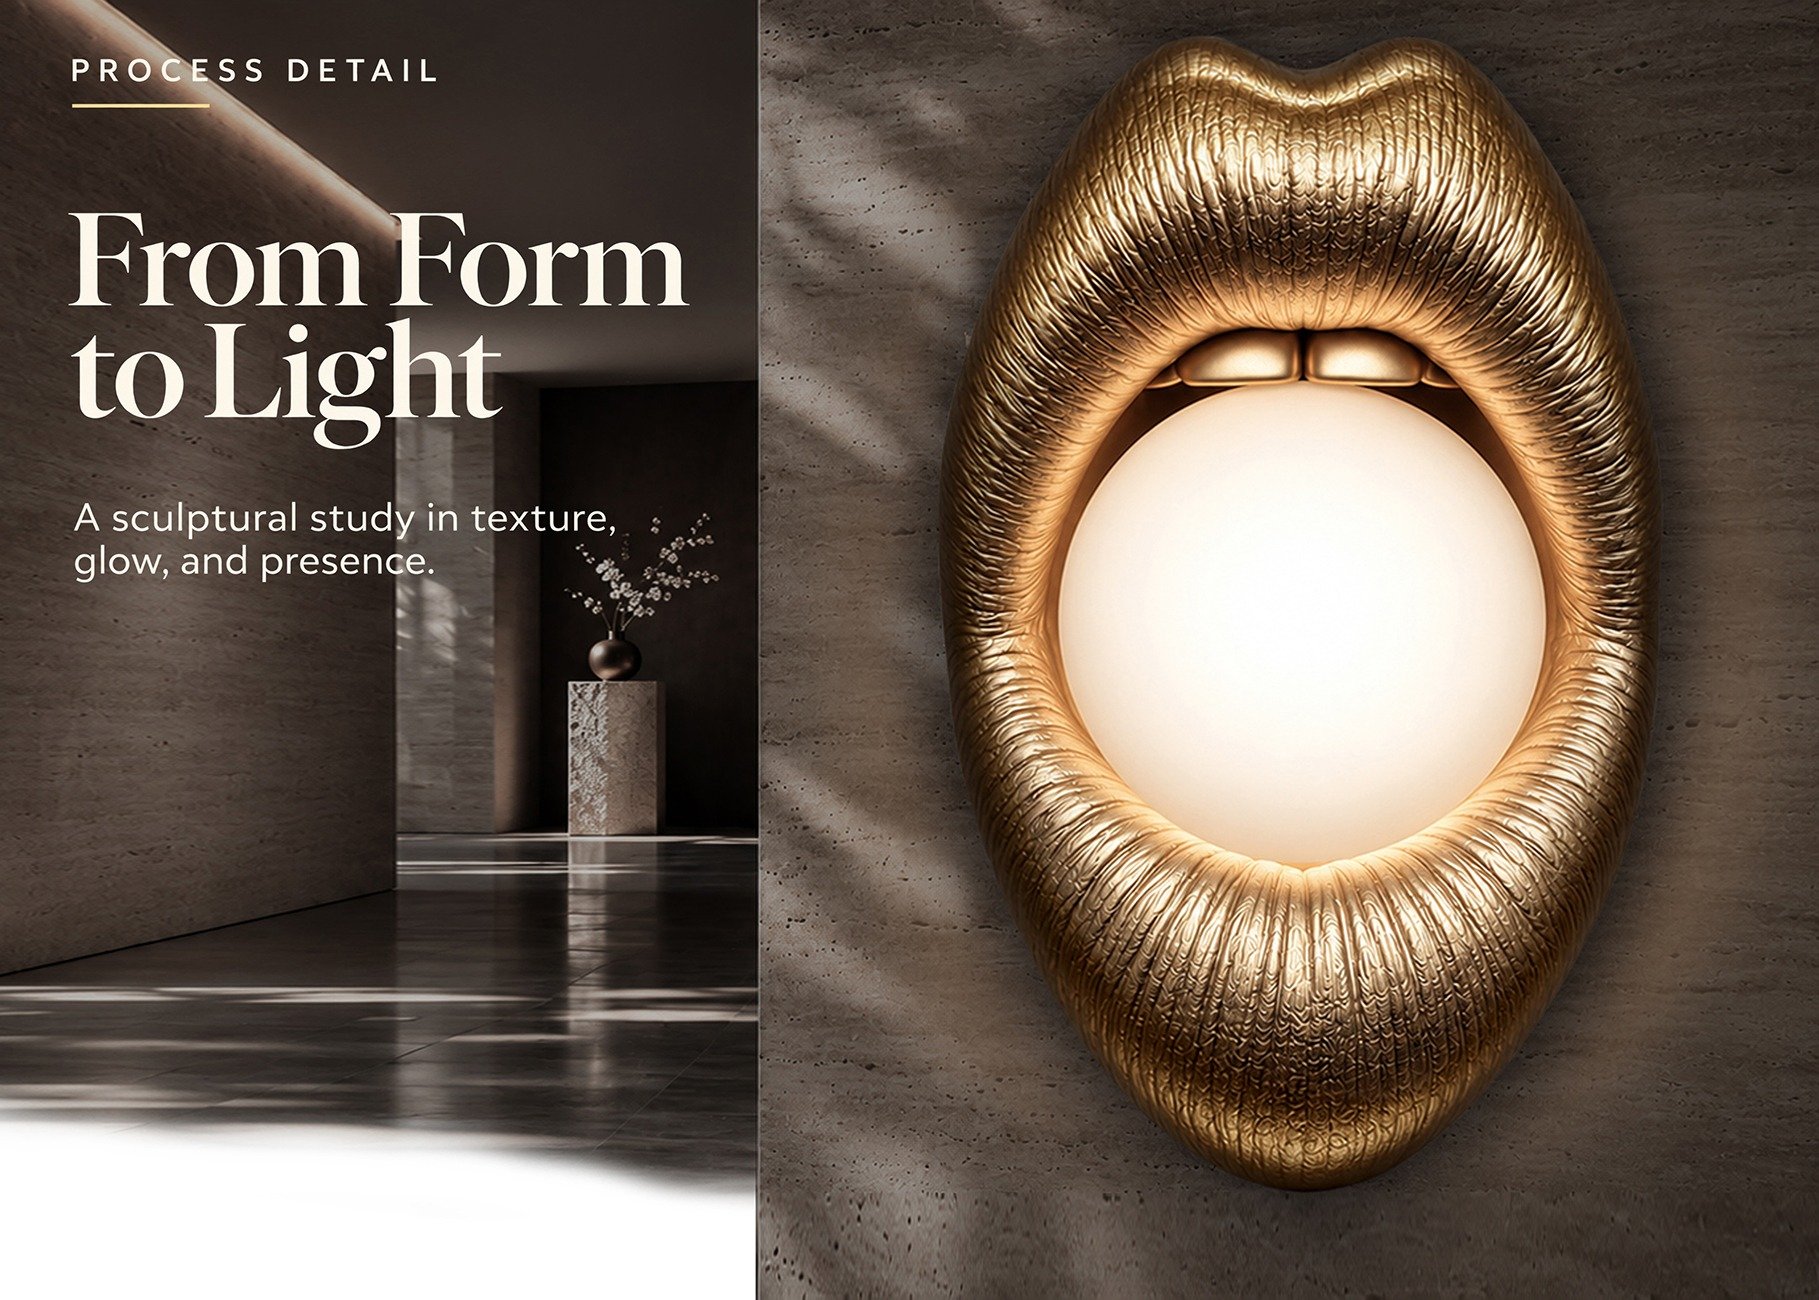 PROCESS DETAIL
From Form
to Light
A sculptural study in texture,
glow, and presence.